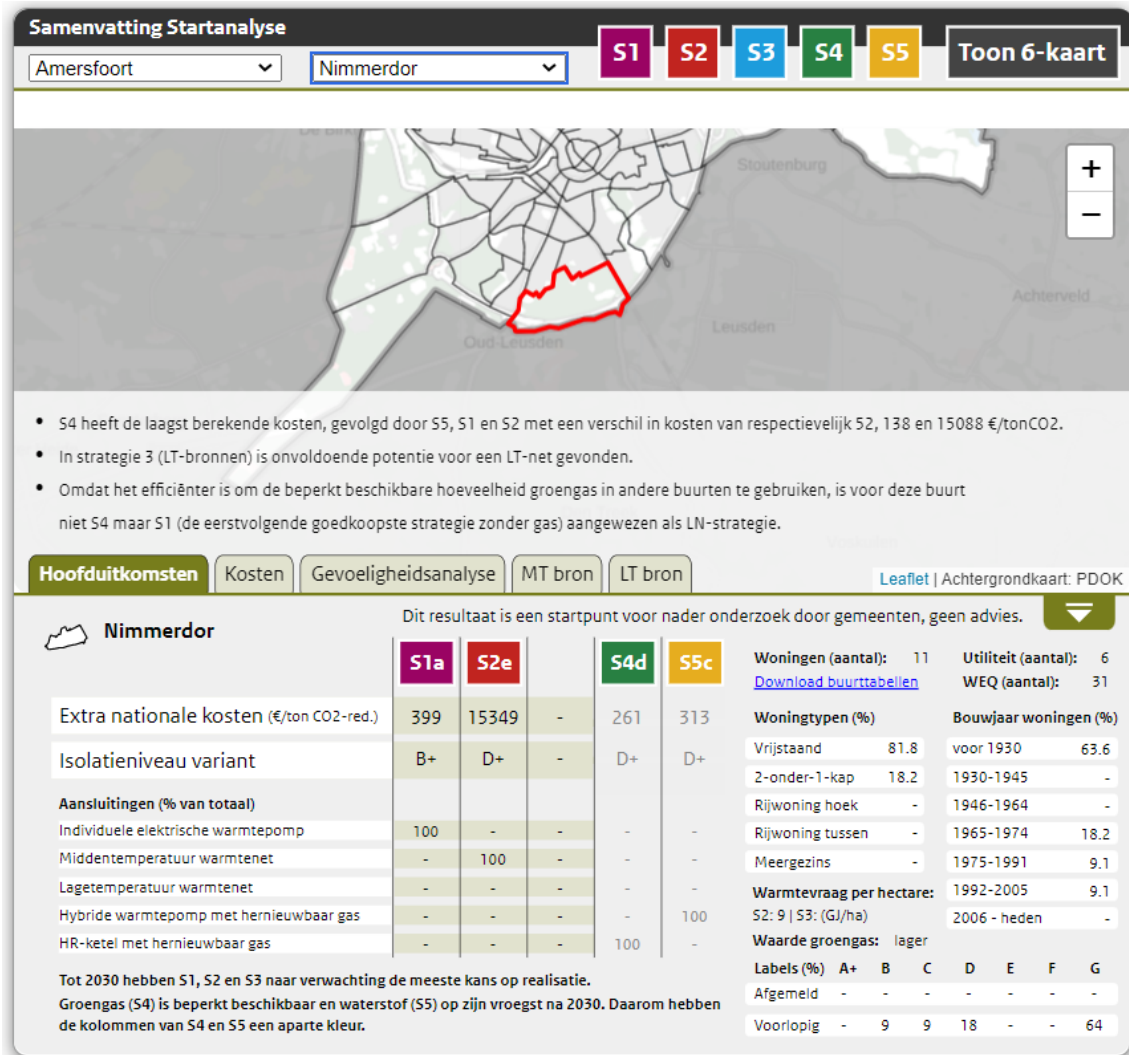 Samenvatting Startanalyse
Amersfoort
Nimmerdor
S1 S2 S3 S4 S5
Toon 6-kaart
Stoutenburg
+
−
Achterveld
Leusden
Oud-Leusden
• S4 heeft de laagst berekende kosten, gevolgd door S5, S1 en S2 met een verschil in kosten van respectievelijk 52, 138 en 15088 €/tonCO2.
• In strategie 3 (LT-bronnen) is onvoldoende potentie voor een LT-net gevonden.
• Omdat het efficiënter is om de beperkt beschikbare hoeveelheid groengas in andere buurten te gebruiken, is voor deze buurt
niet S4 maar S1 (de eerstvolgende goedkoopste strategie zonder gas) aangewezen als LN-strategie.
Hoofduitkomsten Kosten Gevoeligheidsanalyse MT bron LT bron
Leaflet | Achtergrondkaart: PDOK
Dit resultaat is een startpunt voor nader onderzoek door gemeenten, geen advies.
Nimmerdor
S1a S2e S4d S5c
Extra nationale kosten (€/ton CO2-red.) 399 15349 - 261 313
Isolatieniveau variant B+ D+ - D+ D+
Aansluitingen (% van totaal)
Individuele elektrische warmtepomp 100 - - - -
Middentemperatuur warmtenet - 100 - - -
Lagetemperatuur warmtenet - - - - -
Hybride warmtepomp met hernieuwbaar gas - - - - 100
HR-ketel met hernieuwbaar gas - - - 100 -
Tot 2030 hebben S1, S2 en S3 naar verwachting de meeste kans op realisatie.
Groengas (S4) is beperkt beschikbaar en waterstof (S5) op zijn vroegst na 2030. Daarom hebben
de kolommen van S4 en S5 een aparte kleur.
Woningen (aantal): 11 Utiliteit (aantal): 6
Download buurttabellen WEQ (aantal): 31
Woningtypen (%)
Vrijstaand 81.8
2-onder-1-kap 18.2
Rijwoning hoek -
Rijwoning tussen -
Meergezins -
Warmtevraag per hectare:
S2: 9 | S3: (GJ/ha)
Waarde groengas: lager
Bouwjaar woningen (%)
voor 1930 63.6
1930-1945 -
1946-1964 -
1965-1974 18.2
1975-1991 9.1
1992-2005 9.1
2006 - heden -
Labels (%) A+ B C D E F G
Afgemeld - - - - - - -
Voorlopig - 9 9 18 - - 64